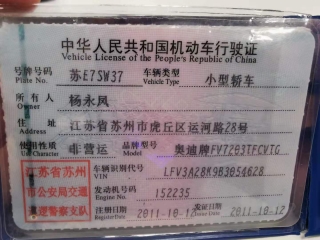 中华人民共和国机动车行驶证
Vehicle License of the People's Republic of China
号牌号码 苏E7SW37 车辆类型 小型轿车
Plate No. Vehicle Type
所有人 杨永凤
Owner
住址 江苏省苏州市虎丘区运河路28号
Address
使用性质 非营运 品牌型号 奥迪牌FV7203TFCVTG
Use Character Model
江苏省苏州 车辆识别代号 LFV3A28K9B3054628
VIN
市公安局交通 发动机号码 152235
Engine No.
巡逻警察支队 注册日期 2011-10-12 发证日期 2011-10-12
Register Date Issue Date